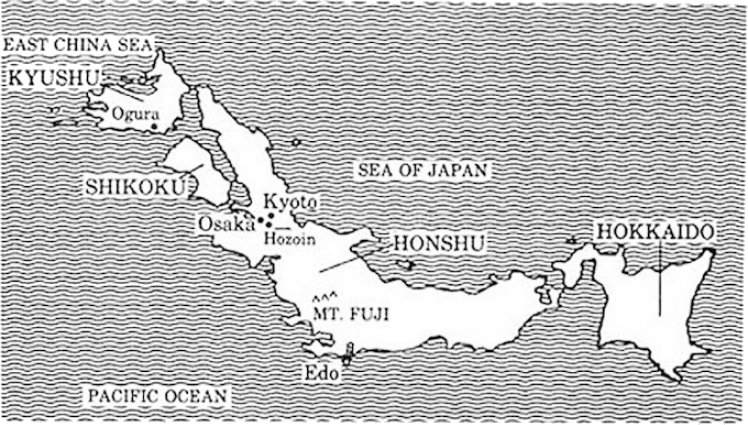 EAST CHINA SEA
KYUSHU
Ogura
SEA OF JAPAN
SHIKOKU
Kyoto
Osaka
Hozoin
HONSHU
HOKKAIDO
MT. FUJI
Edo
PACIFIC OCEAN